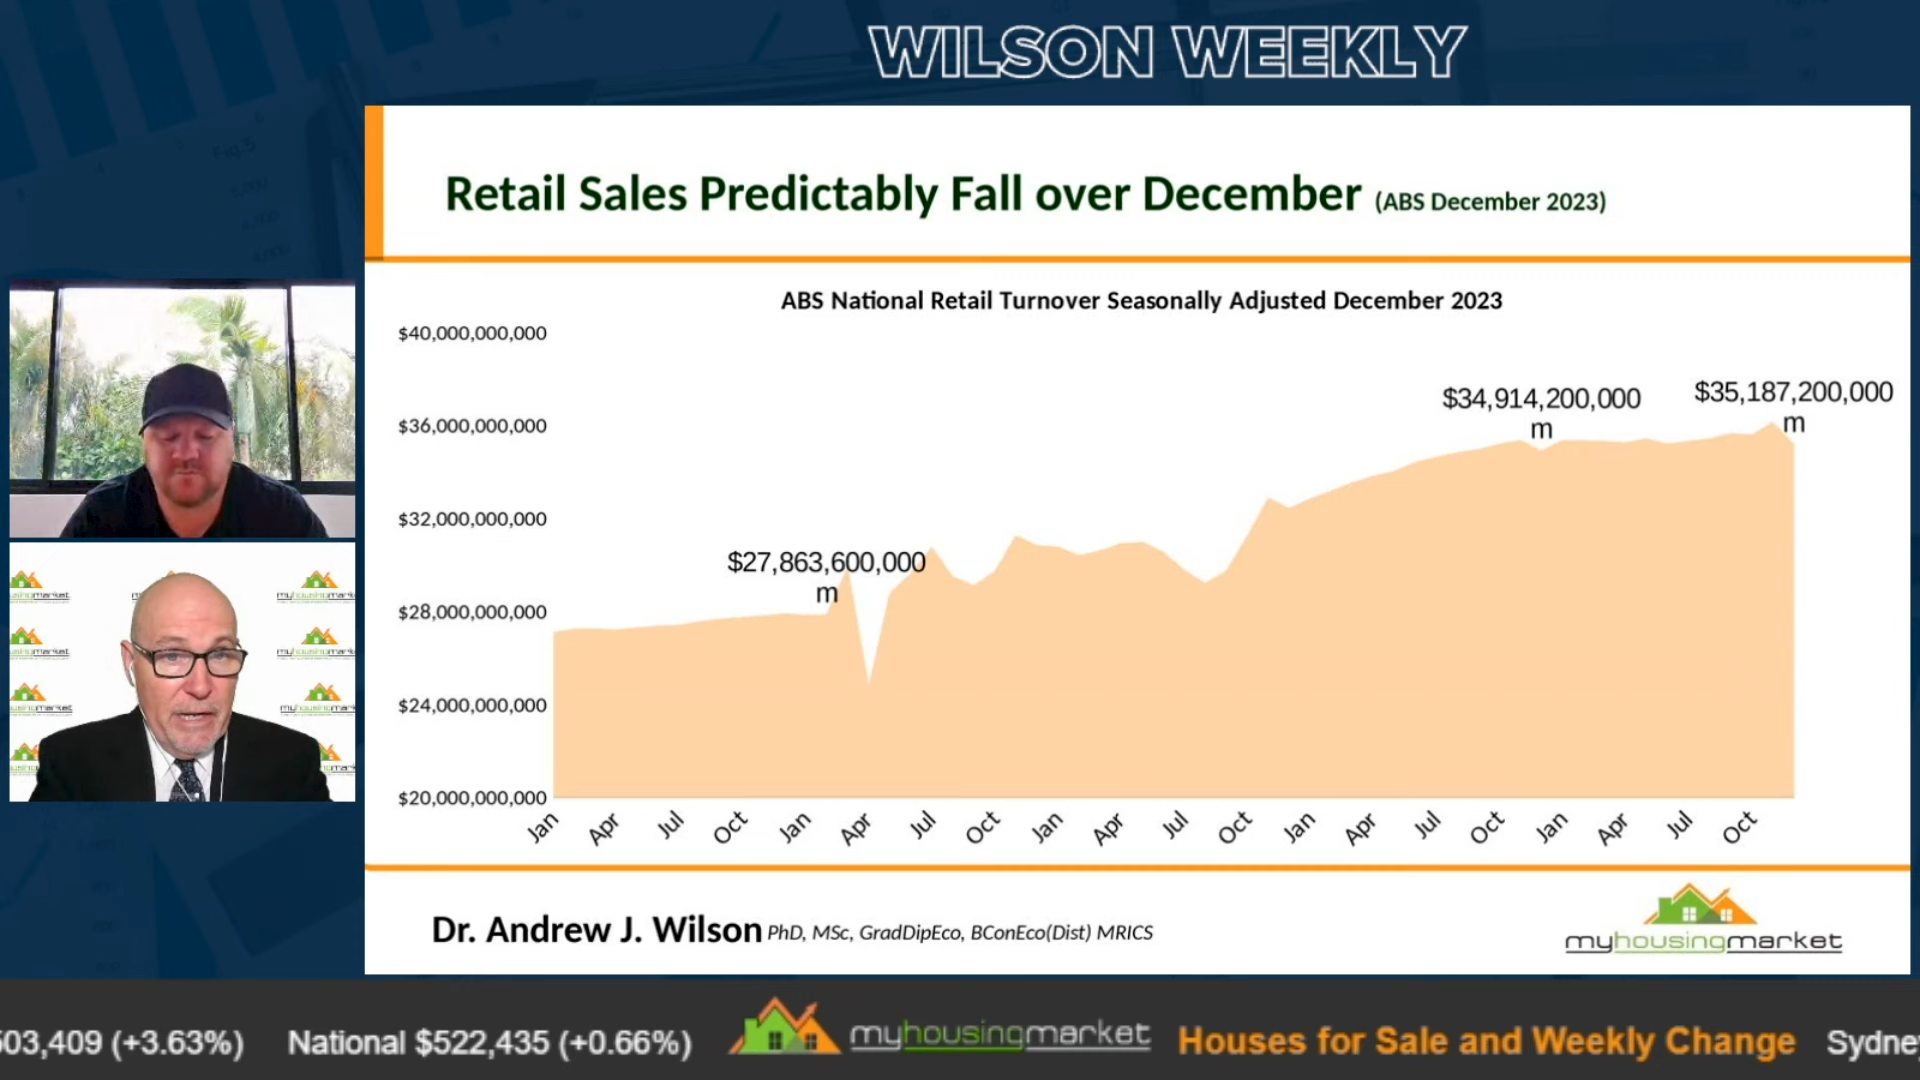 WILSON WEEKLY
Retail Sales Predictably Fall over December (ABS December 2023)
ABS National Retail Turnover Seasonally Adjusted December 2023
$40,000,000,000
$36,000,000,000
$32,000,000,000
$28,000,000,000
$24,000,000,000
$20,000,000,000
$27,863,600,000
m
$34,914,200,000
m
$35,187,200,000
m
Jan Apr Jul Oct Jan Apr Jul Oct Jan Apr Jul Oct Jan Apr Jul Oct Jan Apr Jul Oct
Dr. Andrew J. Wilson PhD, MSc, GradDipEco, BConEco(Dist) MRICS
myhousingmarket
03,409 (+3.63%) National $522,435 (+0.66%) myhousingmarket Houses for Sale and Weekly Change Sydney